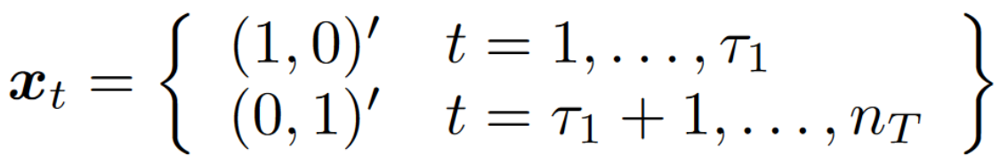 x_t = { (1, 0)′ t = 1, . . . , τ_1
(0, 1)′ t = τ_1 + 1, . . . , n_T }